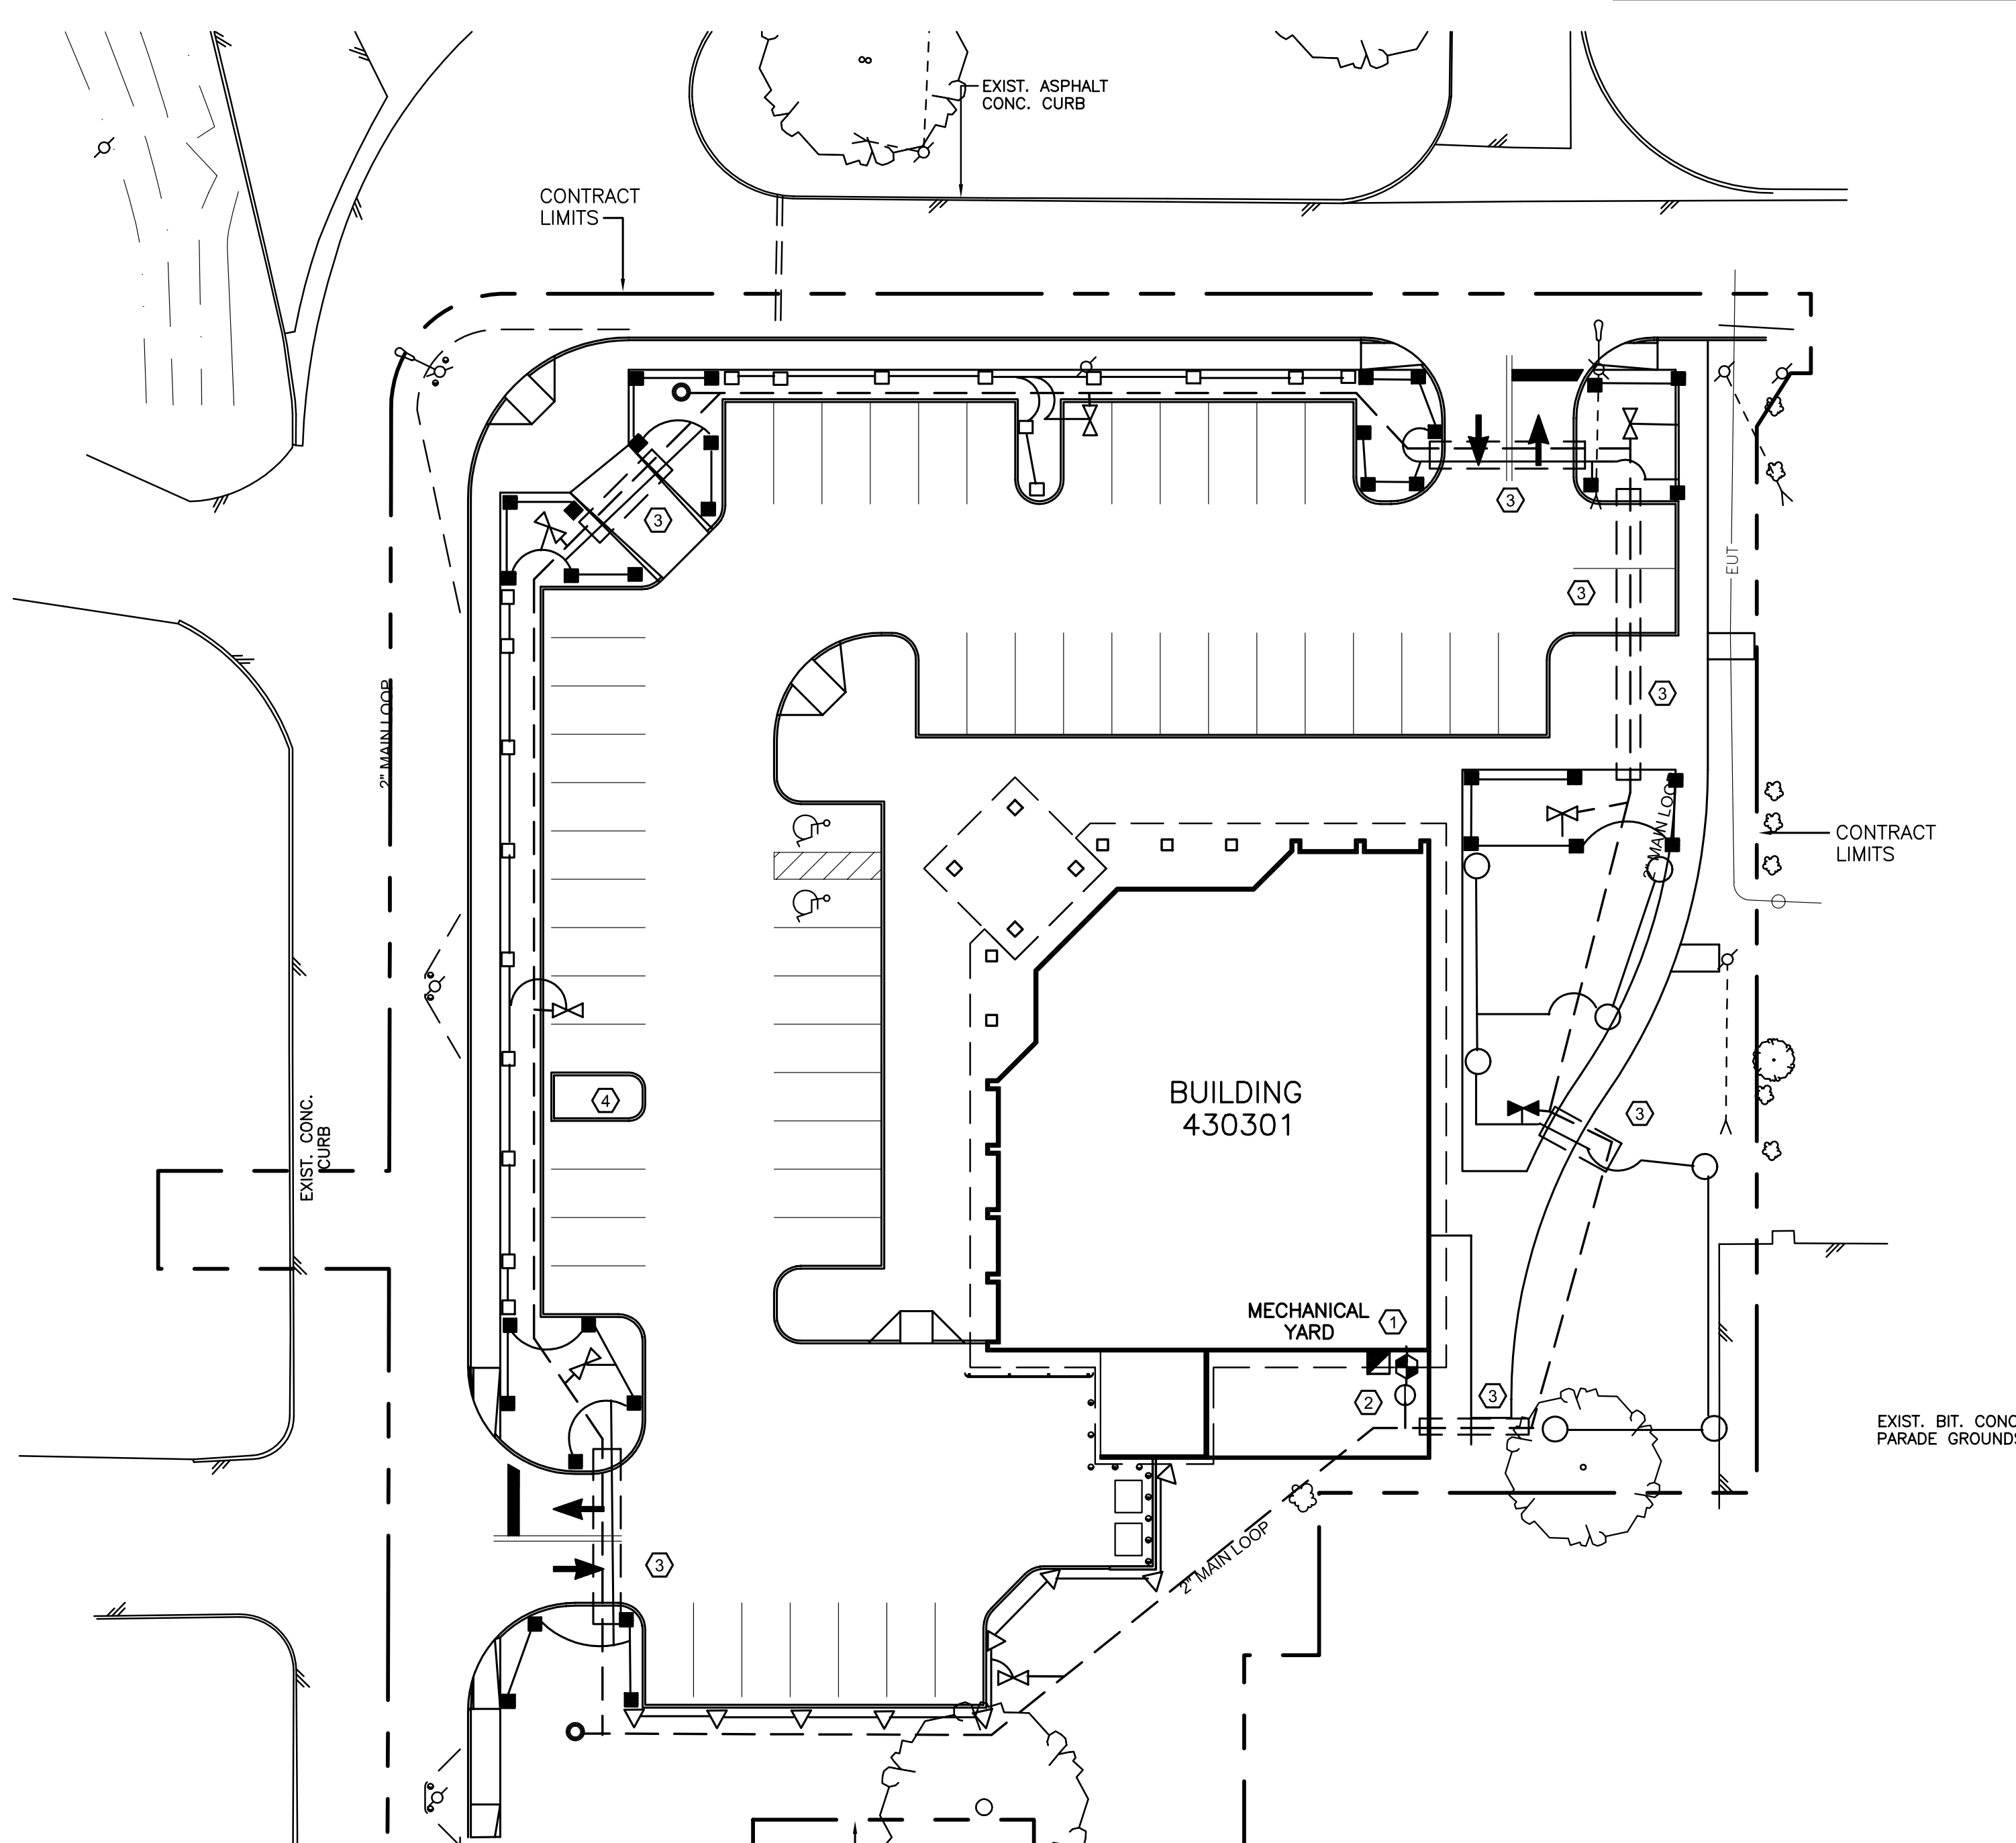 EXIST. ASPHALT
CONC. CURB
CONTRACT
LIMITS
3
3
3
3
EUT
2" MAIN LOOP
2" MAIN LOOP
CONTRACT
LIMITS
4
BUILDING
430301
3
EXIST. CONC.
CURB
MECHANICAL
YARD
1
2
3
EXIST. BIT. CONC
PARADE GROUNDS
2" MAIN LOOP
3